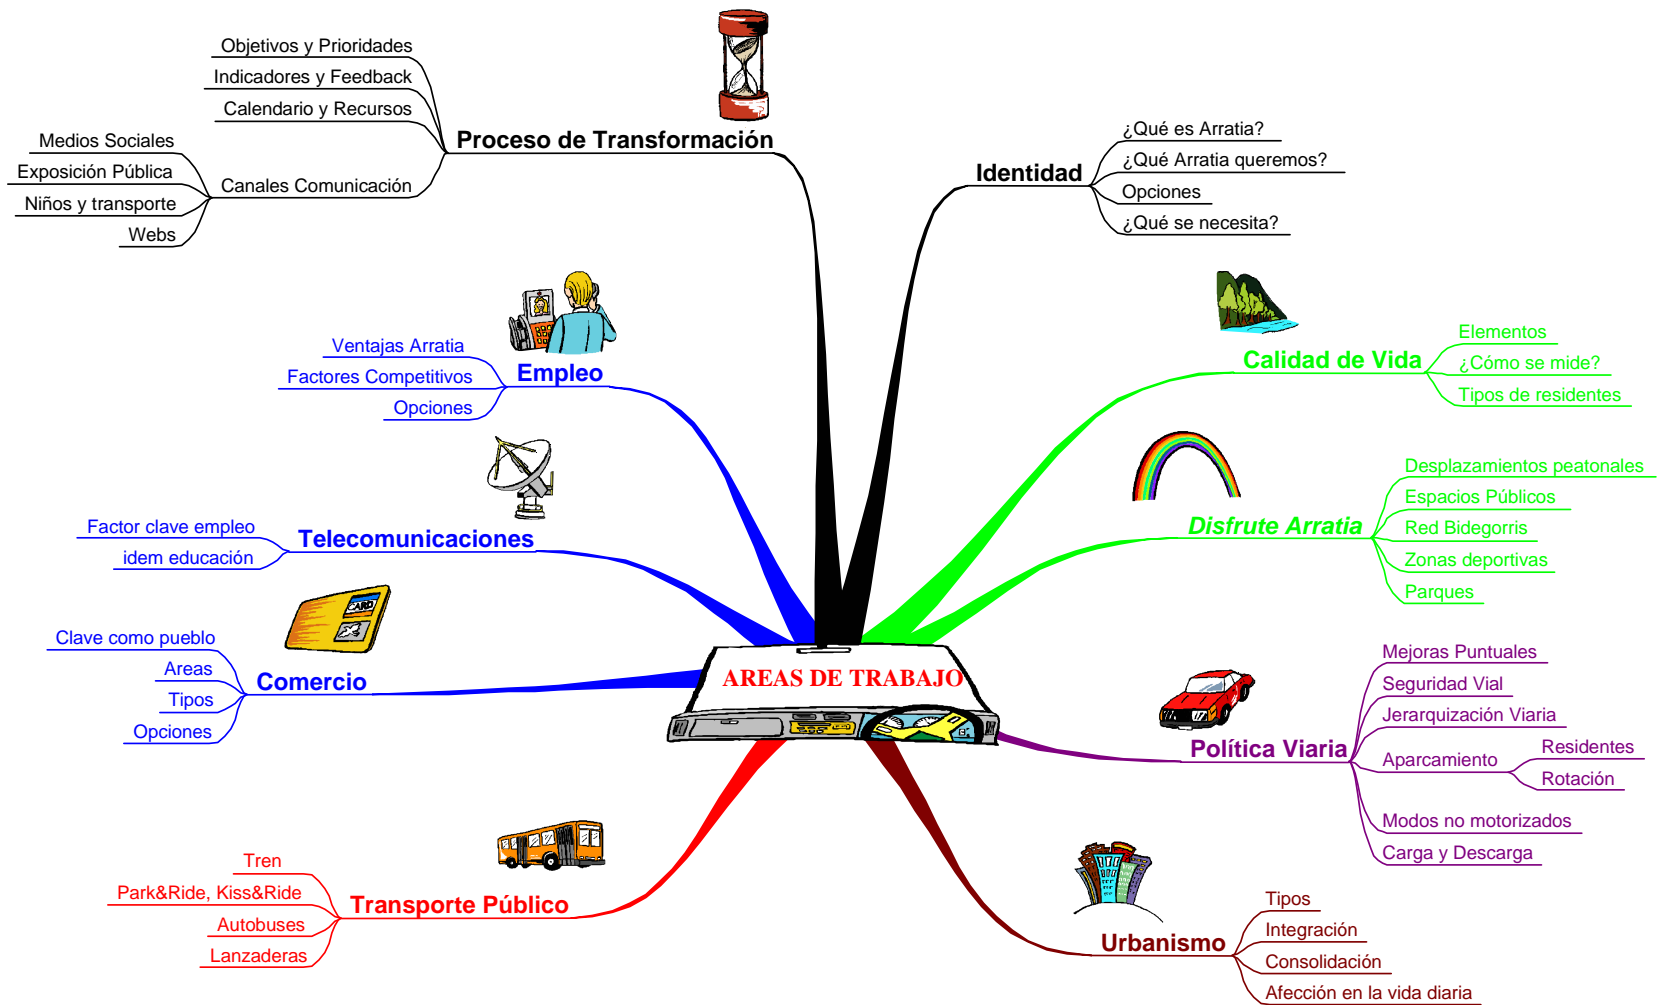 Objetivos y Prioridades
Indicadores y Feedback
Calendario y Recursos
Proceso de Transformación
Medios Sociales
Exposición Pública
Canales Comunicación
Niños y transporte
Webs
¿Qué es Arratia?
¿Qué Arratia queremos?
Identidad
Opciones
¿Qué se necesita?
Ventajas Arratia
Factores Competitivos
Empleo
Opciones
Elementos
Calidad de Vida
¿Cómo se mide?
Tipos de residentes
Factor clave empleo
Telecomunicaciones
idem educación
Desplazamientos peatonales
Espacios Públicos
Disfrute Arratia
Red Bidegorris
Zonas deportivas
Parques
CARD
Clave como pueblo
Areas
Comercio
Tipos
Opciones
AREAS DE TRABAJO
Mejoras Puntuales
Seguridad Vial
Jerarquización Viaria
Política Viaria
Aparcamiento
Residentes
Rotación
Modos no motorizados
Carga y Descarga
Tren
Park&Ride, Kiss&Ride
Transporte Público
Autobuses
Lanzaderas
Tipos
Integración
Urbanismo
Consolidación
Afección en la vida diaria